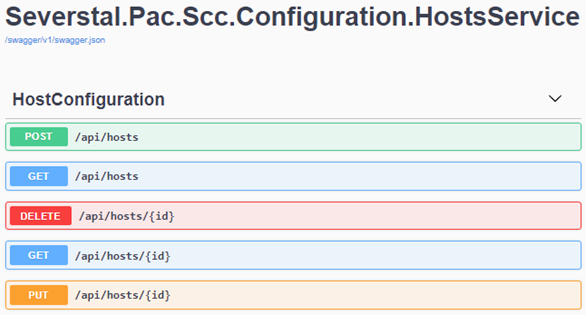 Severstal.Pac.Scc.Configuration.HostsService
/swagger/v1/swagger.json
HostConfiguration
POST /api/hosts
GET /api/hosts
DELETE /api/hosts/{id}
GET /api/hosts/{id}
PUT /api/hosts/{id}